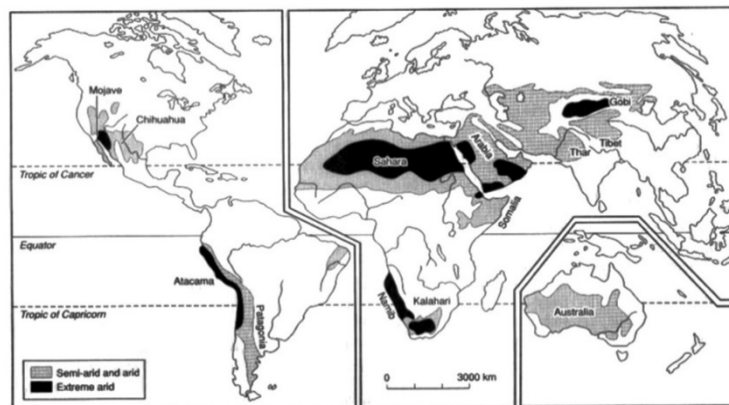 Mojave
Chihuahua
Tropic of Cancer
Equator
Atacama
Tropic of Capricorn
Patagonia
Semi-arid and arid
Extreme arid
Sahara
Arabia
Gobi
Tibet
Thar
Somalia
Namib
Kalahari
0 3000 km
Australia